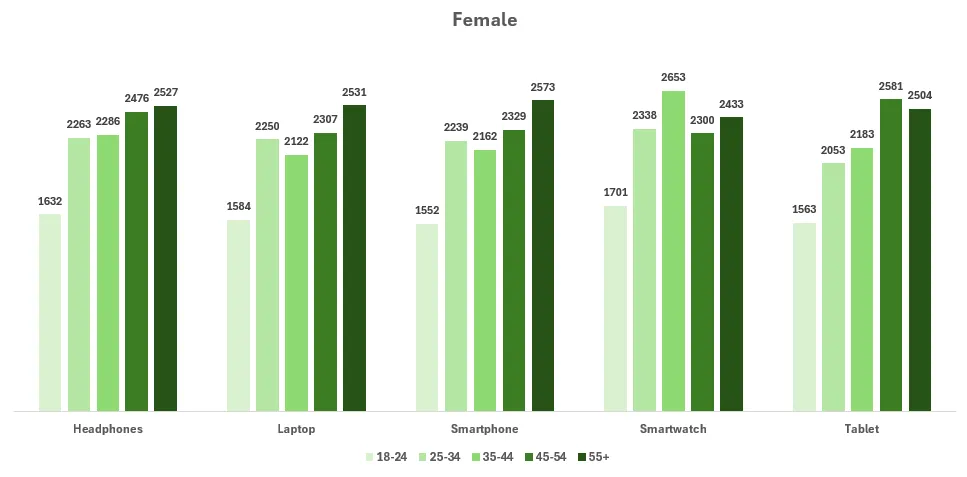 Female
1632 2263 2286 2476 2527
1584 2250 2122 2307 2531
1552 2239 2162 2329 2573
1701 2338 2653 2300 2433
1563 2053 2183 2581 2504
Headphones Laptop Smartphone Smartwatch Tablet
18-24 25-34 35-44 45-54 55+